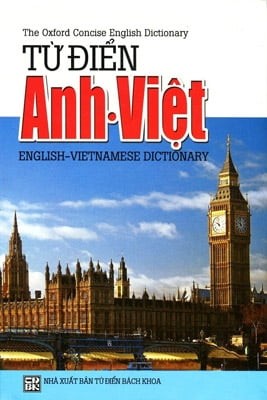 The Oxford Concise English Dictionary
TỪ ĐIỂN
Anh·Việt
ENGLISH–VIETNAMESE DICTIONARY
NHÀ XUẤT BẢN TỪ ĐIỂN BÁCH KHOA